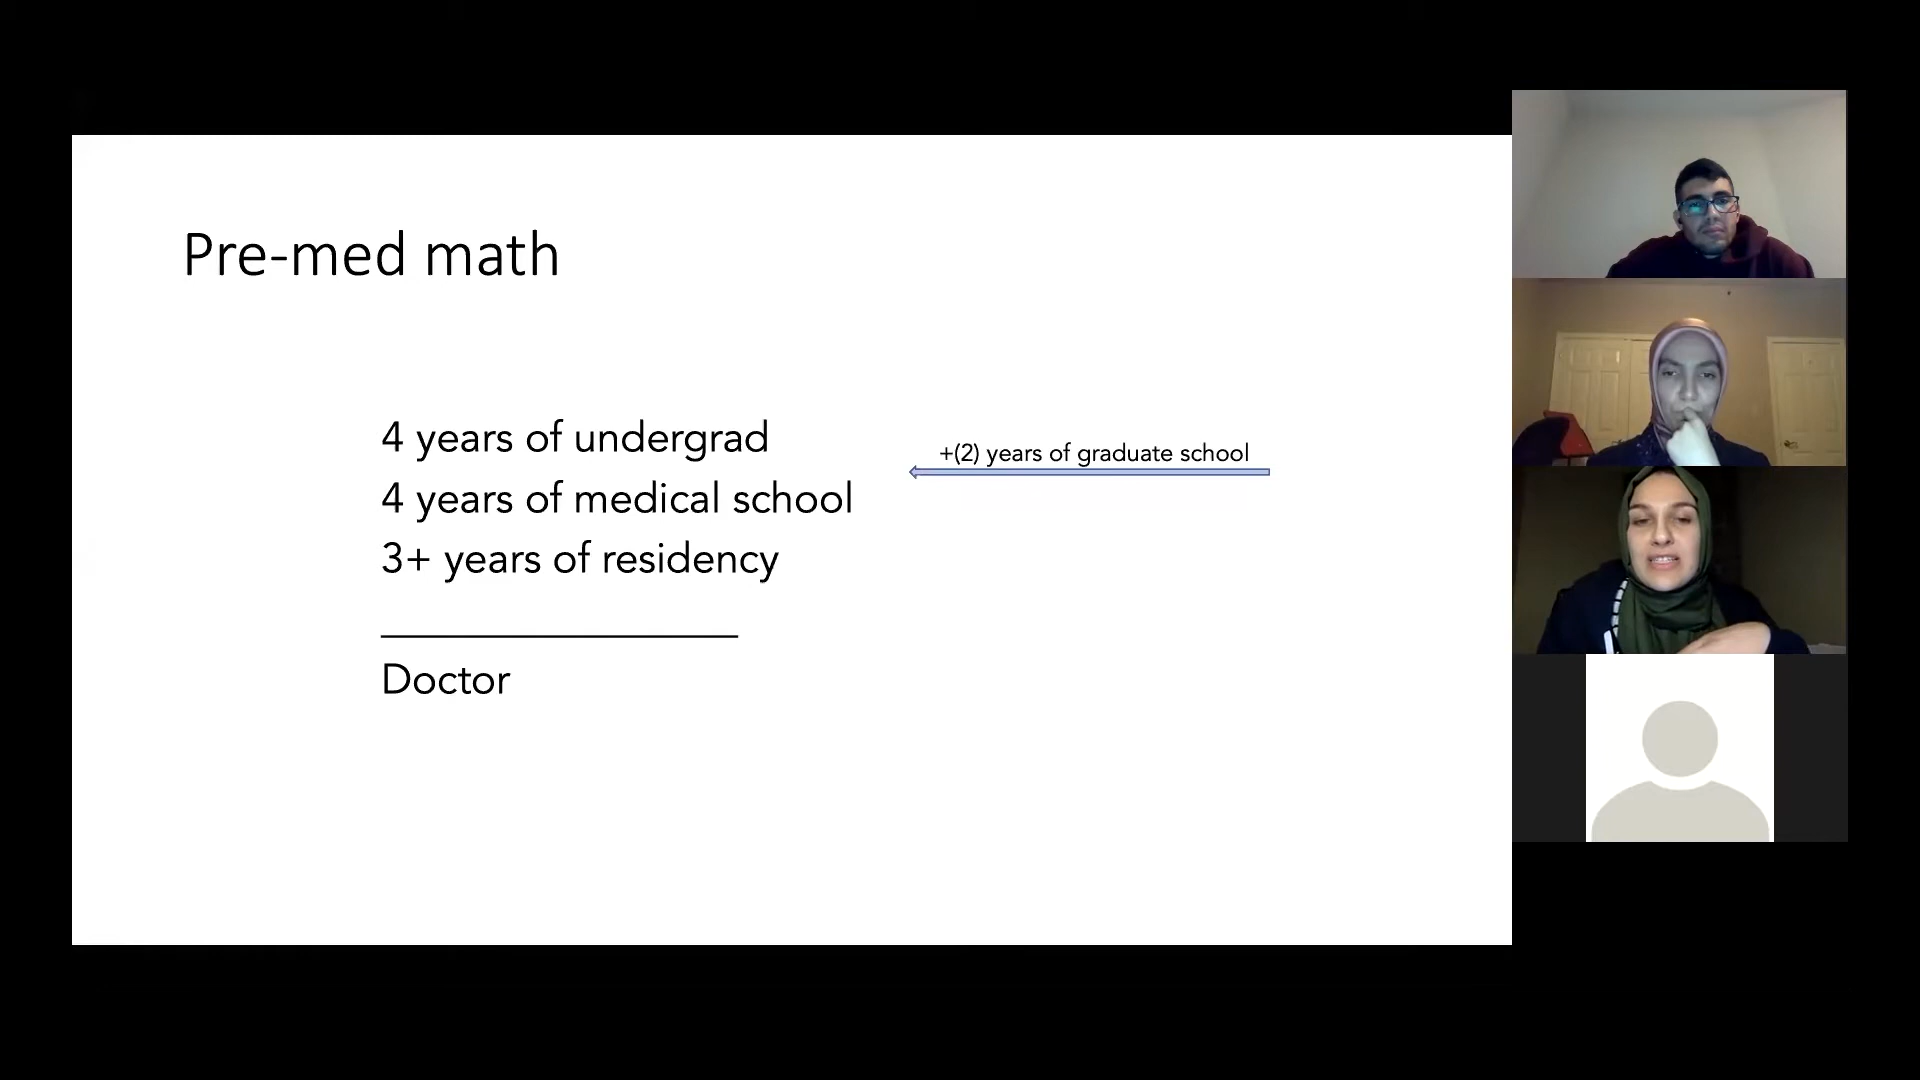 Pre-med math
4 years of undergrad
+(2) years of graduate school
4 years of medical school
3+ years of residency
Doctor